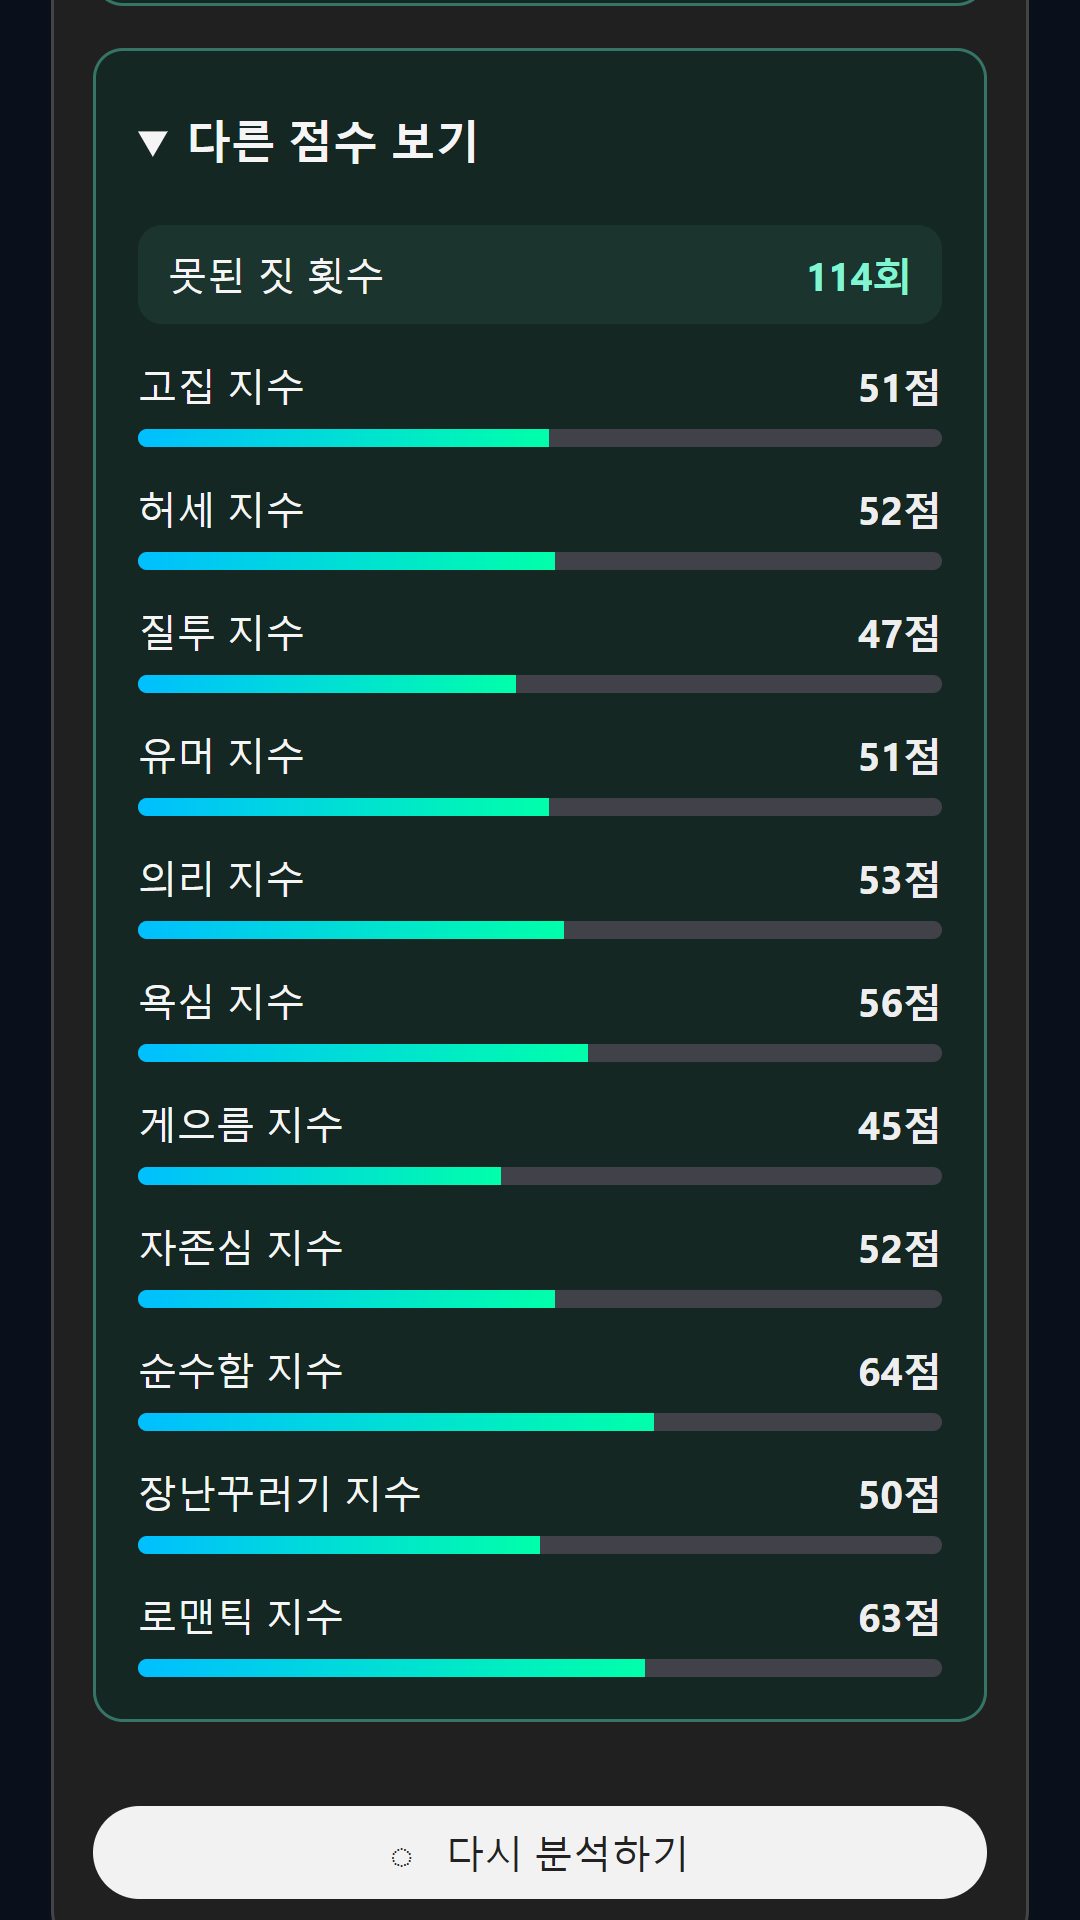 ▼ 다른 점수 보기
못된 짓 횟수 114회
고집 지수 51점
허세 지수 52점
질투 지수 47점
유머 지수 51점
의리 지수 53점
욕심 지수 56점
게으름 지수 45점
자존심 지수 52점
순수함 지수 64점
장난꾸러기 지수 50점
로맨틱 지수 63점
다시 분석하기